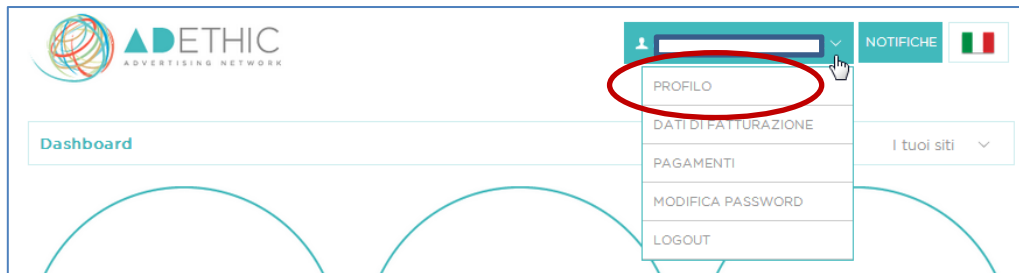 ADETHIC
ADVERTISING NETWORK
NOTIFICHE
PROFILO
DATI DI FATTURAZIONE
PAGAMENTI
MODIFICA PASSWORD
LOGOUT
Dashboard
I tuoi siti